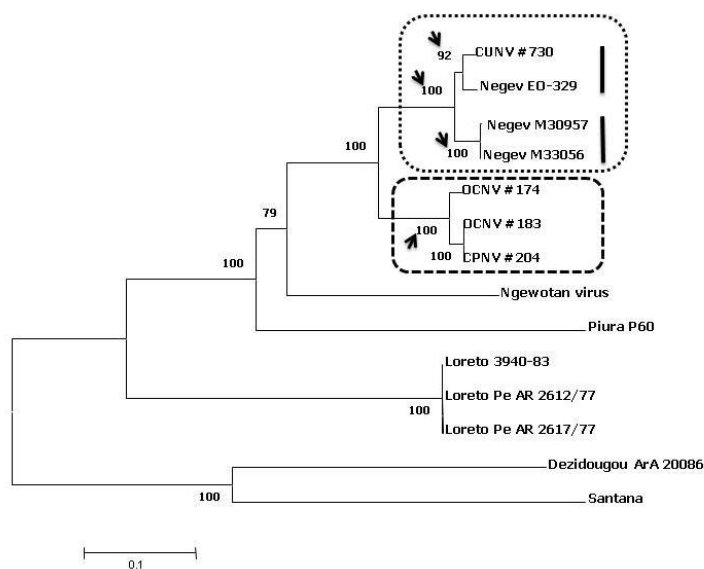 92
CUNV # 730
100
Negev EO-329
Negev M30957
100
Negev M33056
100
OCNV # 174
100
OCNV # 183
79
100
CPNV # 204
100
Ngewotan virus
Piura P60
Loreto 3940-83
Loreto Pe AR 2612/77
100
Loreto Pe AR 2617/77
Dezidougou ArA 20086
100
Santana
0.1